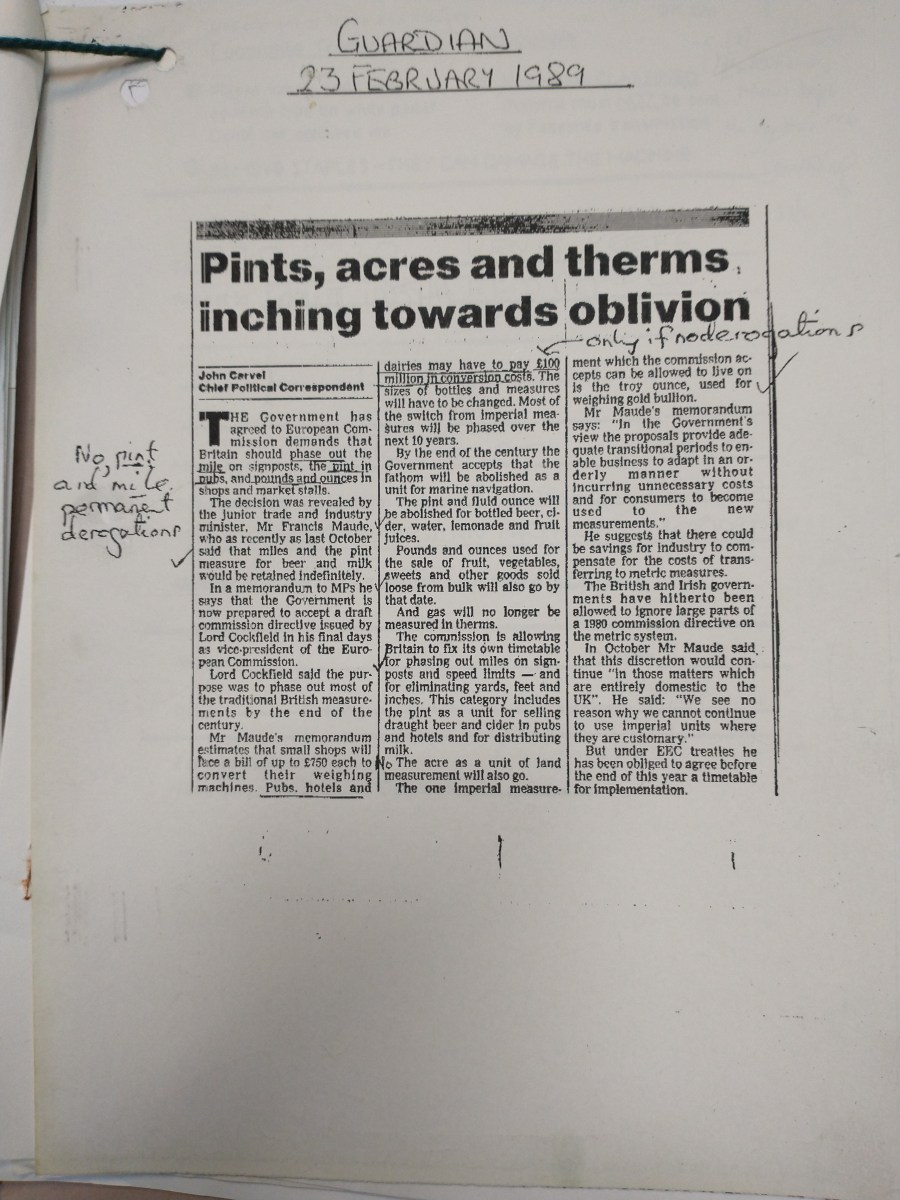 GUARDIAN
23 FEBRUARY 1989
Pints, acres and therms
inching towards oblivion
only if no derogations
John Carvel
Chief Political Correspondent
THE Government has
agreed to European Com-
mission demands that
Britain should phase out the
mile on signposts, the pint in
pubs, and pounds and ounces in
shops and market stalls.
The decision was revealed by
the junior trade and industry
minister, Mr Francis Maude,
who as recently as last October
said that miles and the pint
measure for beer and milk
would be retained indefinitely.
In a memorandum to MPs he
says that the Government is
now prepared to accept a draft
commission directive issued by
Lord Cockfield in his final days
as vice-president of the Euro-
pean Commission.
Lord Cockfield said the pur-
pose was to phase out most of
the traditional British measure-
ments by the end of the
century.
Mr Maude's memorandum
estimates that small shops will
face a bill of up to £750 each to
convert their weighing
machines. Pubs, hotels and
No, pint
and mile.
permanent
derogations
dairies may have to pay £100
million in conversion costs. The
sizes of bottles and measures
will have to be changed. Most of
the switch from imperial mea-
sures will be phased over the
next 10 years.
By the end of the century the
Government accepts that the
fathom will be abolished as a
unit for marine navigation.
The pint and fluid ounce will
be abolished for bottled beer, ci-
der, water, lemonade and fruit
juices.
Pounds and ounces used for
the sale of fruit, vegetables,
sweets and other goods sold
loose from bulk will also go by
that date.
And gas will no longer be
measured in therms.
The commission is allowing
Britain to fix its own timetable
for phasing out miles on sign-
posts and speed limits — and
for eliminating yards, feet and
inches. This category includes
the pint as a unit for selling
draught beer and cider in pubs
and hotels and for distributing
milk.
No The acre as a unit of land
measurement will also go.
The one imperial measure-
ment which the commission ac-
cepts can be allowed to live on
is the troy ounce, used for
weighing gold bullion.
Mr Maude's memorandum
says: "In the Government's
view the proposals provide ade-
quate transitional periods to en-
able business to adapt in an or-
derly manner without
incurring unnecessary costs
and for consumers to become
used to the new
measurements."
He suggests that there could
be savings for industry to com-
pensate for the costs of trans-
ferring to metric measures.
The British and Irish govern-
ments have hitherto been
allowed to ignore large parts of
a 1980 commission directive on
the metric system.
In October Mr Maude said
that this discretion would con-
tinue "in those matters which
are entirely domestic to the
UK". He said: "We see no
reason why we cannot continue
to use imperial units where
they are customary."
But under EEC treaties he
has been obliged to agree before
the end of this year a timetable
for implementation.